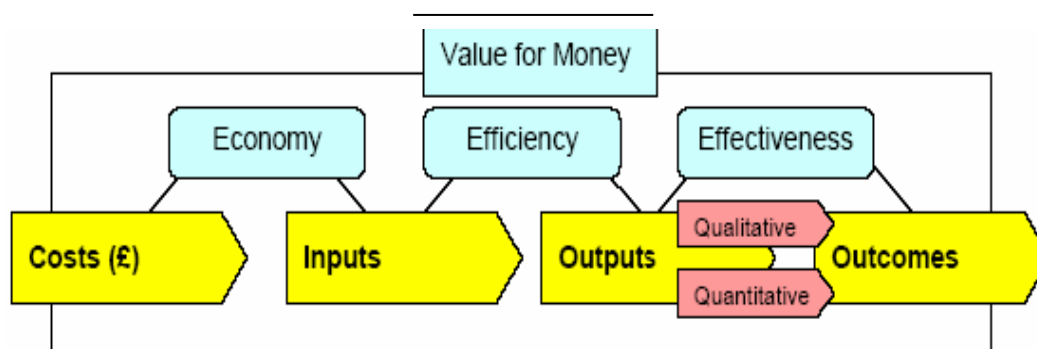 Value for Money
Economy
Efficiency
Effectiveness
Costs (£)
Inputs
Outputs
Qualitative
Quantitative
Outcomes